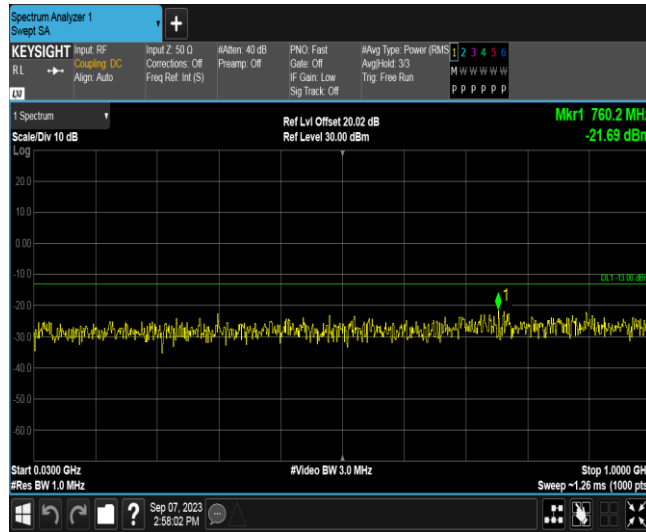 Spectrum Analyzer 1
Swept SA
+
KEYSIGHT
RL
LXI
Input: RF
Coupling: DC
Align: Auto
Input Z: 50 Ω
Corrections: Off
Freq Ref: Int (S)
#Atten: 40 dB
Preamp: Off
PNO: Fast
Gate: Off
IF Gain: Low
Sig Track: Off
#Avg Type: Power (RMS
Avg|Hold: 3/3
Trig: Free Run
1 2 3 4 5 6
M W W W W W
P P P P P P
1 Spectrum
Scale/Div 10 dB
Ref Lvl Offset 20.02 dB
Ref Level 30.00 dBm
Mkr1 760.2 MHz
-21.69 dBm
Log
20.0
10.0
0.00
DL1 -13.00 dBm
-10.0
1
-20.0
-30.0
-40.0
-50.0
-60.0
Start 0.0300 GHz
#Res BW 1.0 MHz
#Video BW 3.0 MHz
Stop 1.0000 GH
Sweep ~1.26 ms (1000 pts
?
Sep 07, 2023
2:58:02 PM